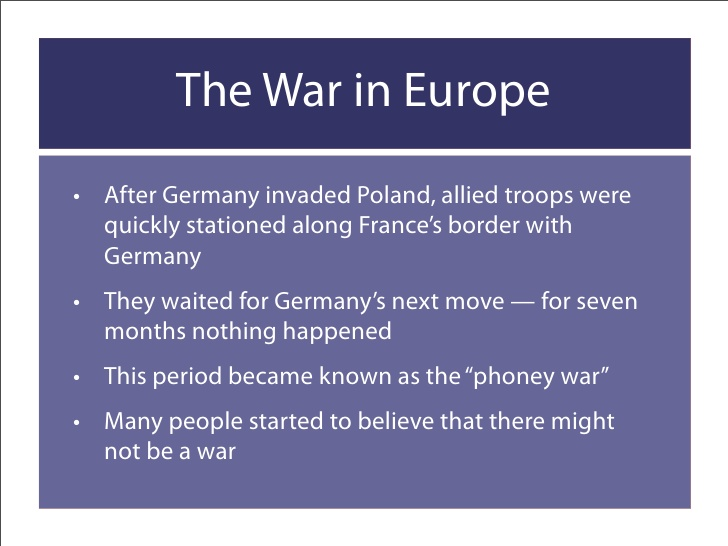 The War in Europe
• After Germany invaded Poland, allied troops were
quickly stationed along France’s border with
Germany
• They waited for Germany’s next move — for seven
months nothing happened
• This period became known as the “phoney war”
• Many people started to believe that there might
not be a war